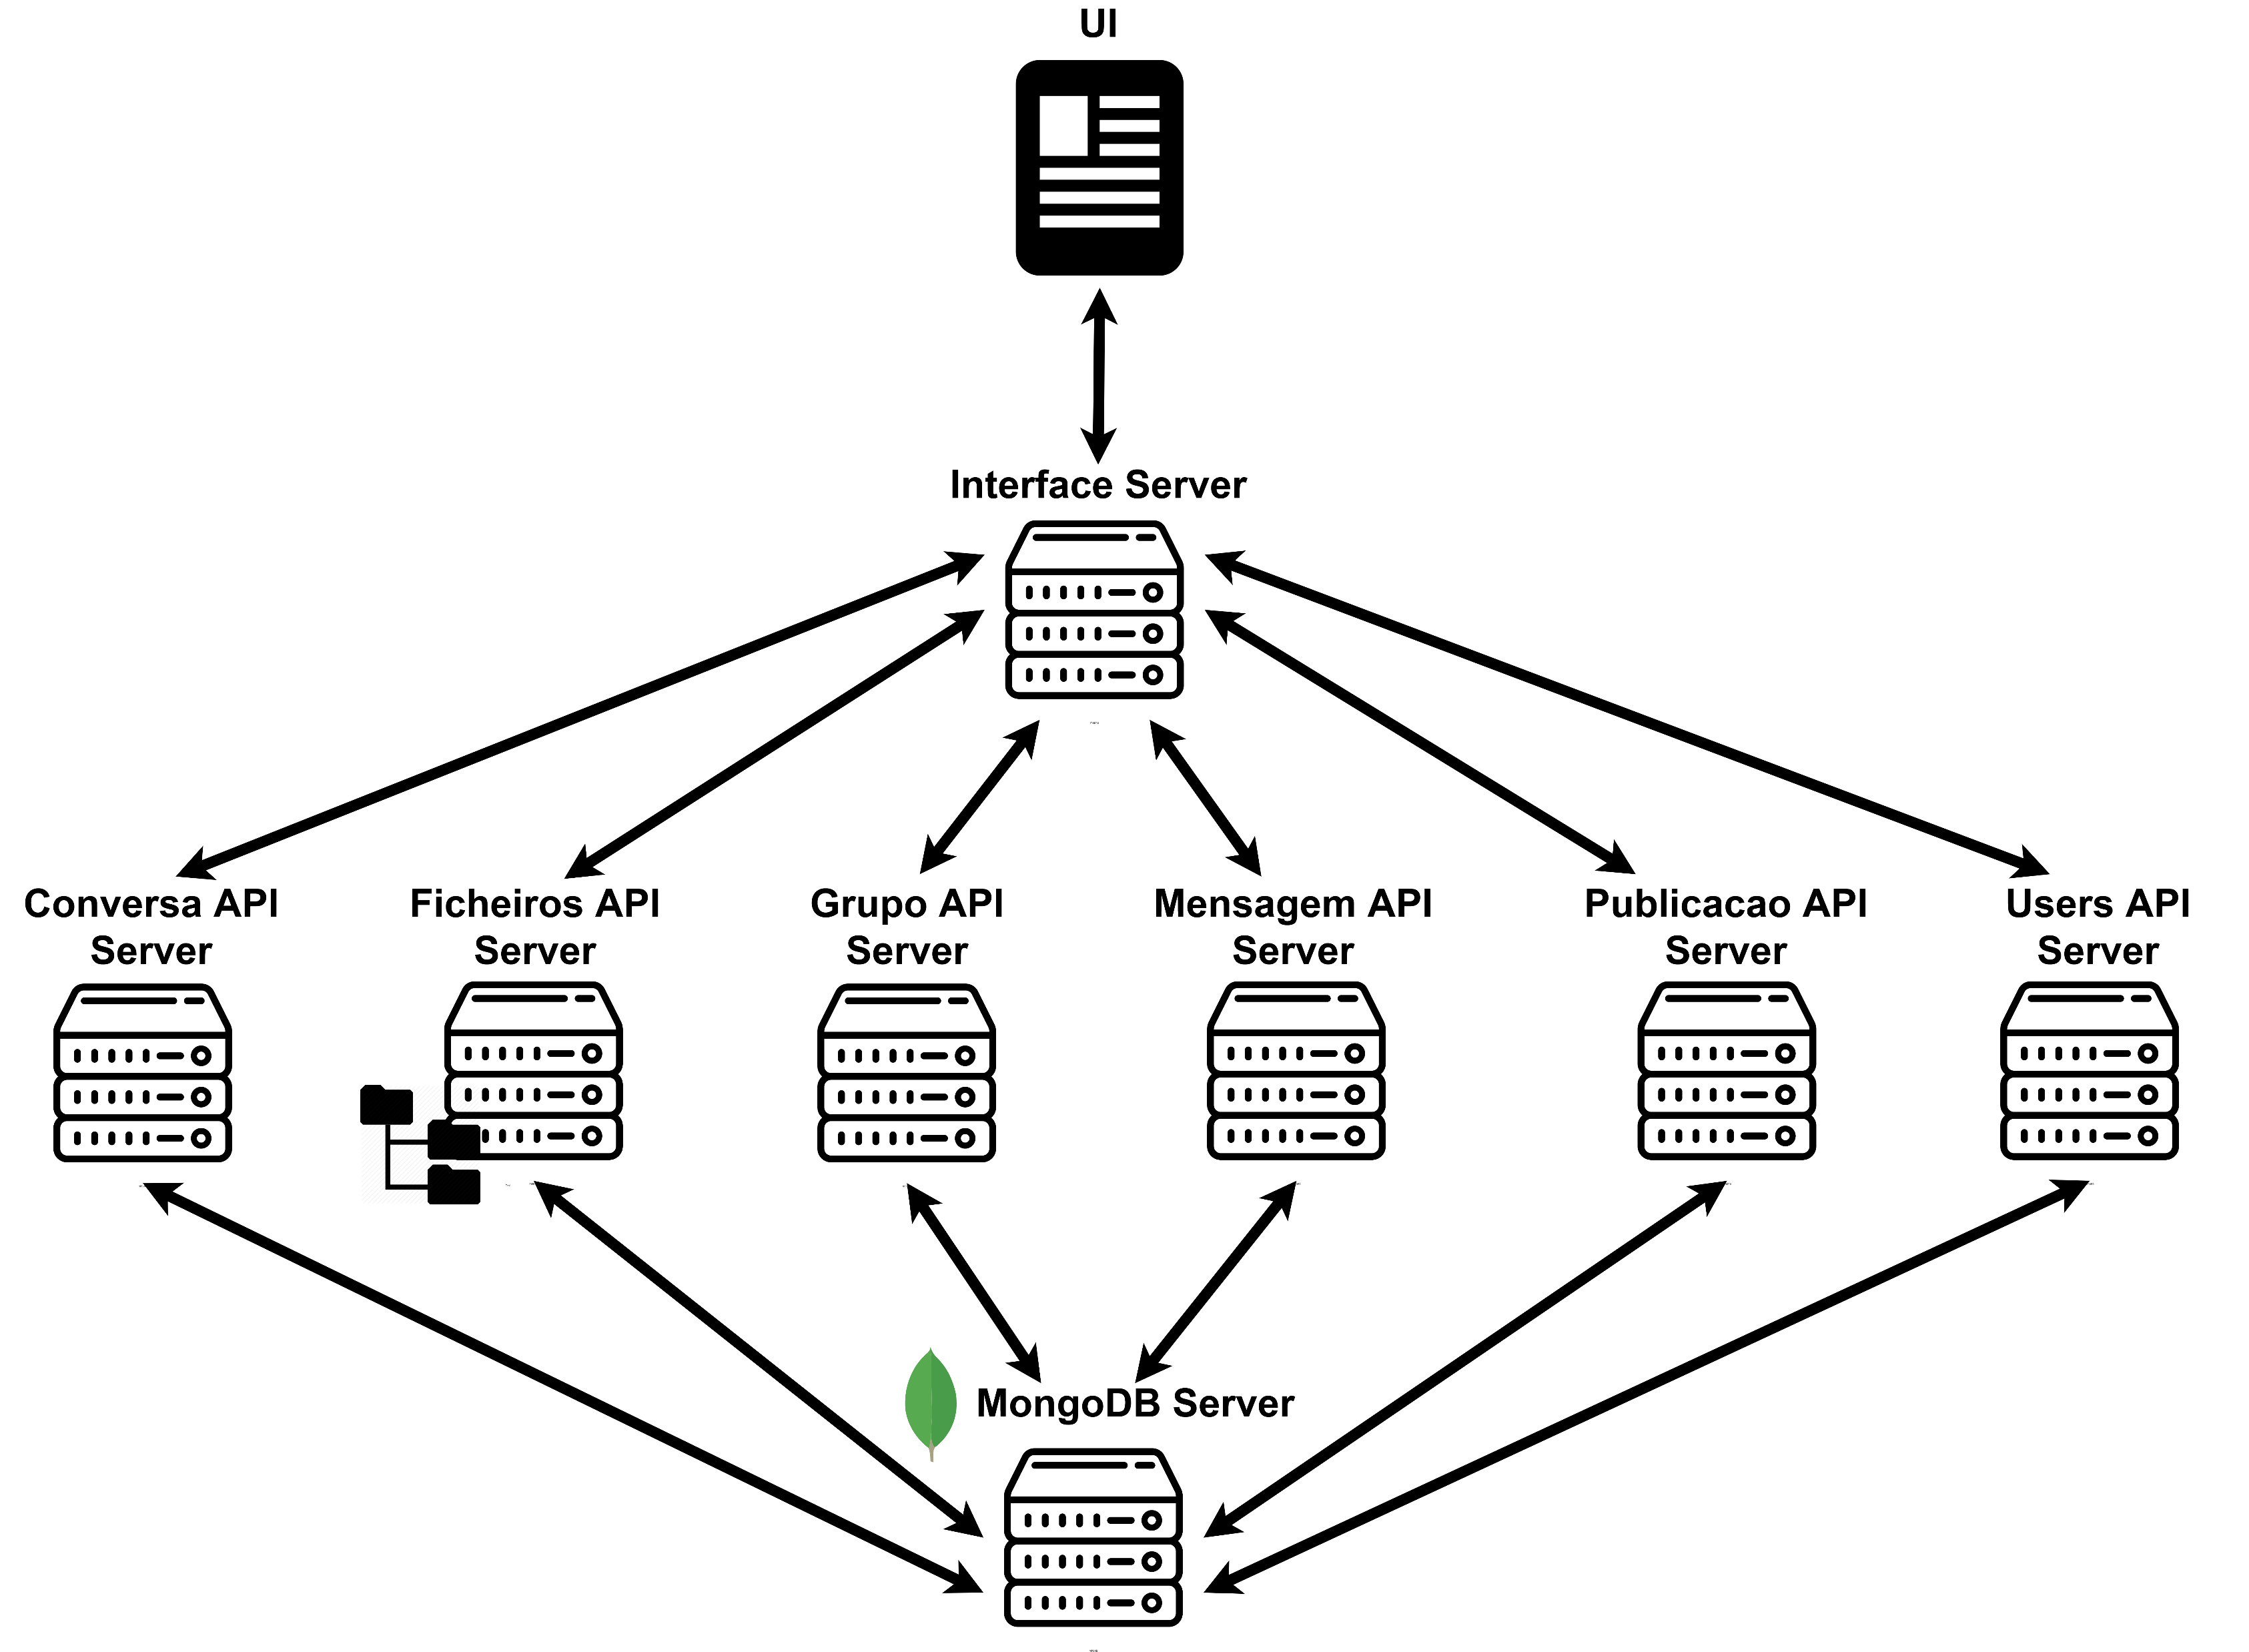 UI
Interface Server
Conversa API
Server
Ficheiros API
Server
Grupo API
Server
Mensagem API
Server
Publicacao API
Server
Users API
Server
MongoDB Server